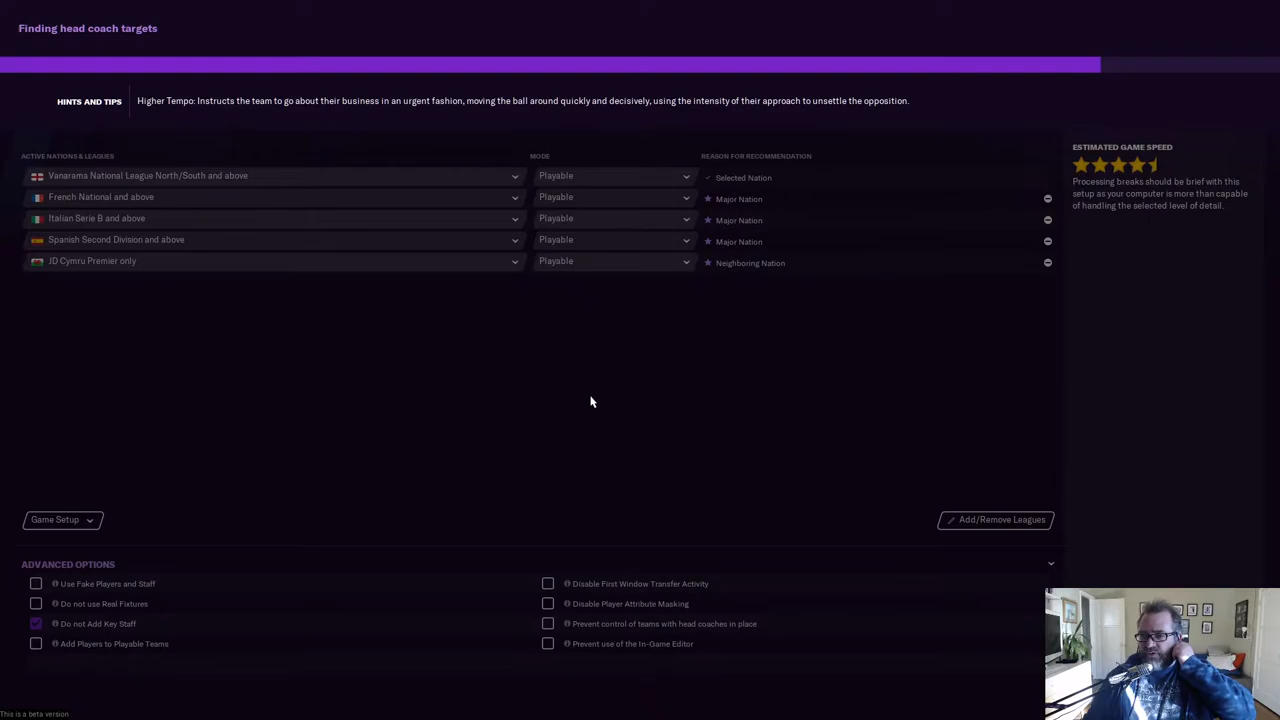 Finding head coach targets
HINTS AND TIPS
Higher Tempo: Instructs the team to go about their business in an urgent fashion, moving the ball around quickly and decisively, using the intensity of their approach to unsettle the opposition.
ACTIVE NATIONS & LEAGUES
MODE
REASON FOR RECOMMENDATION
Vanarama National League North/South and above
Playable
Selected Nation
French National and above
Playable
Major Nation
Italian Serie B and above
Playable
Major Nation
Spanish Second Division and above
Playable
Major Nation
JD Cymru Premier only
Playable
Neighboring Nation
ESTIMATED GAME SPEED
Processing breaks should be brief with this
setup as your computer is more than capable
of handling the selected level of detail.
Game Setup
Add/Remove Leagues
ADVANCED OPTIONS
Use Fake Players and Staff
Do not use Real Fixtures
Do not Add Key Staff
Add Players to Playable Teams
Disable First Window Transfer Activity
Disable Player Attribute Masking
Prevent control of teams with head coaches in place
Prevent use of the In-Game Editor
This is a beta version